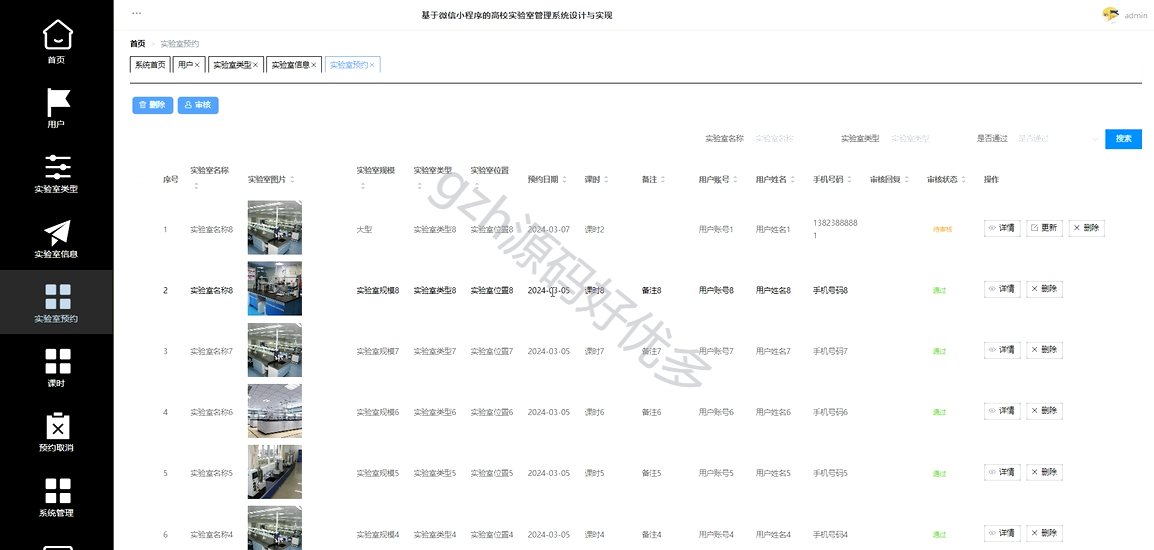 ...
基于微信小程序的高校实验室管理系统设计与实现
admin
首页
用户
实验室类型
实验室信息
实验室预约
课时
预约取消
系统管理
首页 实验室预约
系统首页 用户× 实验室类型× 实验室信息× 实验室预约×
删除 审核
实验室名称 实验室名称 实验室类型 实验室类型 是否通过 是否通过 搜索
序号 实验室名称 实验室图片 实验室规模 实验室类型 实验室位置 预约日期 课时 备注 用户账号 用户姓名 手机号码 审核回复 审核状态 操作
1 实验室名称8 大型 实验室类型8 实验室位置8 2024-03-07 课时2 用户账号1 用户姓名1 13823888881 待审核 详情 更新 删除
2 实验室名称8 实验室规模8 实验室类型8 实验室位置8 2024-03-05 课时8 备注8 用户账号8 用户姓名8 手机号码8 通过 详情 删除
3 实验室名称7 实验室规模7 实验室类型7 实验室位置7 2024-03-05 课时7 备注7 用户账号7 用户姓名7 手机号码7 通过 详情 删除
4 实验室名称6 实验室规模6 实验室类型6 实验室位置6 2024-03-05 课时6 备注6 用户账号6 用户姓名6 手机号码6 通过 详情 删除
5 实验室名称5 实验室规模5 实验室类型5 实验室位置5 2024-03-05 课时5 备注5 用户账号5 用户姓名5 手机号码5 通过 详情 删除
6 实验室名称4 实验室规模4 实验室类型4 实验室位置4 2024-03-05 课时4 备注4 用户账号4 用户姓名4 手机号码4 通过 详情 删除
gzh源码好优多